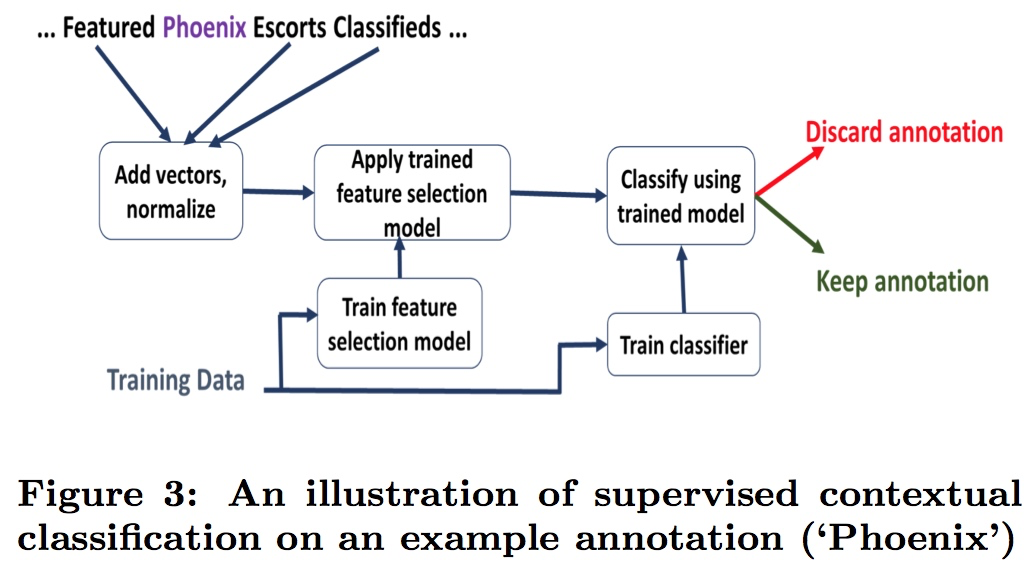 ... Featured Phoenix Escorts Classifieds ...
Add vectors,
normalize
Apply trained
feature selection
model
Classify using
trained model
Discard annotation
Keep annotation
Train feature
selection model
Train classifier
Training Data
Figure 3: An illustration of supervised contextual
classification on an example annotation (‘Phoenix’)